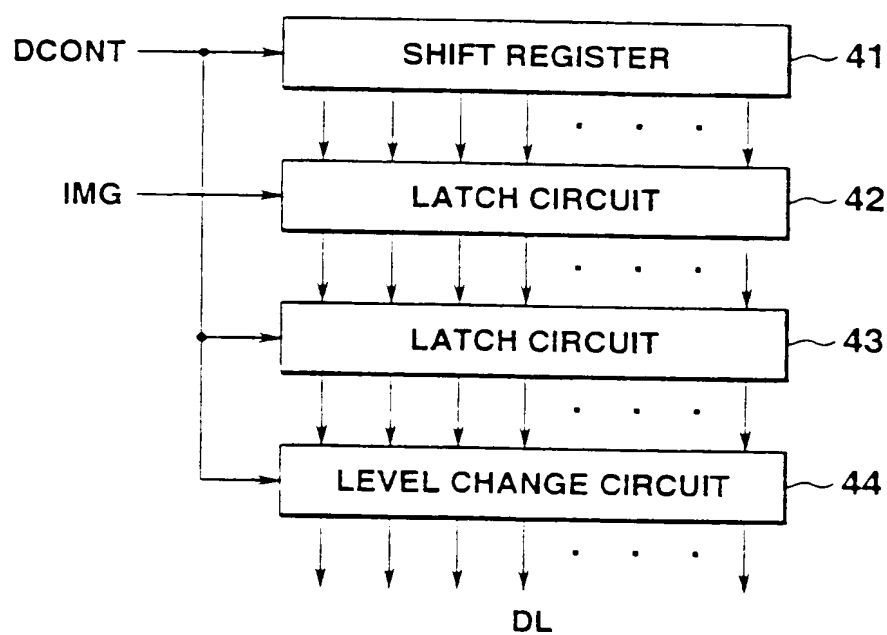 DCONT
SHIFT REGISTER
41
IMG
LATCH CIRCUIT
42
LATCH CIRCUIT
43
LEVEL CHANGE CIRCUIT
44
DL